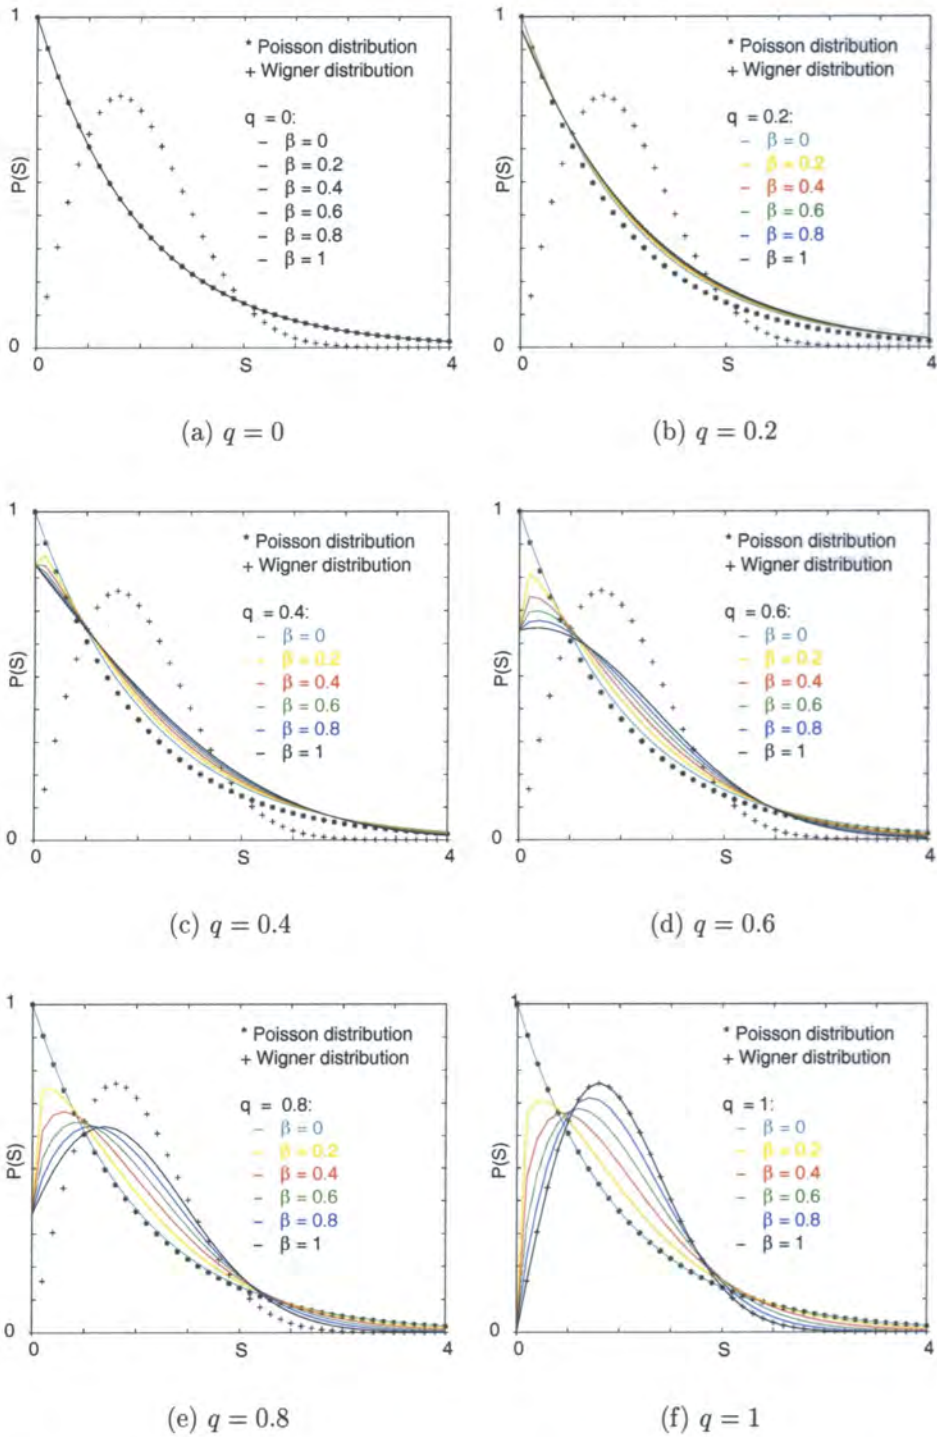 1
* Poisson distribution
+ Wigner distribution
q = 0:
– β = 0
– β = 0.2
– β = 0.4
– β = 0.6
– β = 0.8
– β = 1
P(S)
0
0
S
4
(a) q = 0
1
* Poisson distribution
+ Wigner distribution
q = 0.2:
– β = 0
– β = 0.2
– β = 0.4
– β = 0.6
– β = 0.8
– β = 1
P(S)
0
0
S
4
(b) q = 0.2
1
* Poisson distribution
+ Wigner distribution
q = 0.4:
– β = 0
– β = 0.2
– β = 0.4
– β = 0.6
– β = 0.8
– β = 1
P(S)
0
0
S
4
(c) q = 0.4
1
* Poisson distribution
+ Wigner distribution
q = 0.6:
– β = 0
– β = 0.2
– β = 0.4
– β = 0.6
– β = 0.8
– β = 1
P(S)
0
0
S
4
(d) q = 0.6
1
* Poisson distribution
+ Wigner distribution
q = 0.8:
– β = 0
– β = 0.2
– β = 0.4
– β = 0.6
– β = 0.8
– β = 1
P(S)
0
0
S
4
(e) q = 0.8
1
* Poisson distribution
+ Wigner distribution
q = 1:
– β = 0
– β = 0.2
– β = 0.4
– β = 0.6
β = 0.8
– β = 1
P(S)
0
0
S
4
(f) q = 1